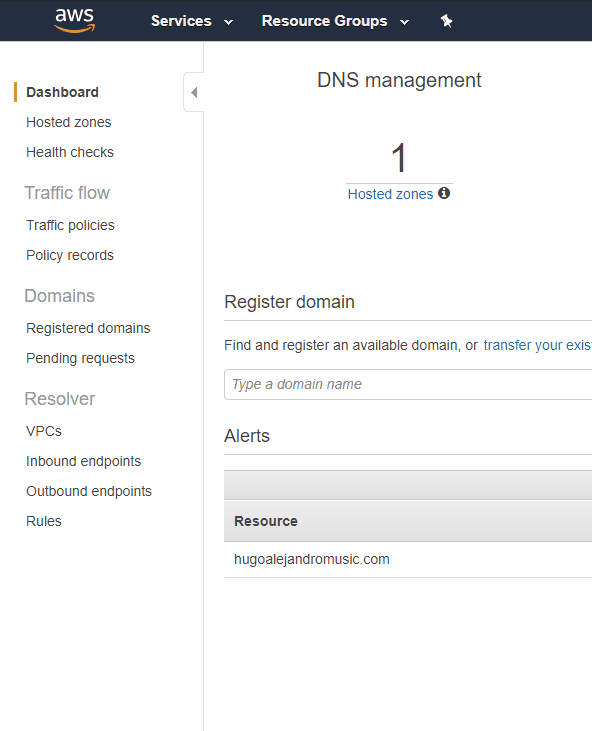 aws
Services
Resource Groups
Dashboard
Hosted zones
Health checks
Traffic flow
Traffic policies
Policy records
Domains
Registered domains
Pending requests
Resolver
VPCs
Inbound endpoints
Outbound endpoints
Rules
DNS management
1
Hosted zones
Register domain
Find and register an available domain, or transfer your exis
Type a domain name
Alerts
Resource
hugoalejandromusic.com